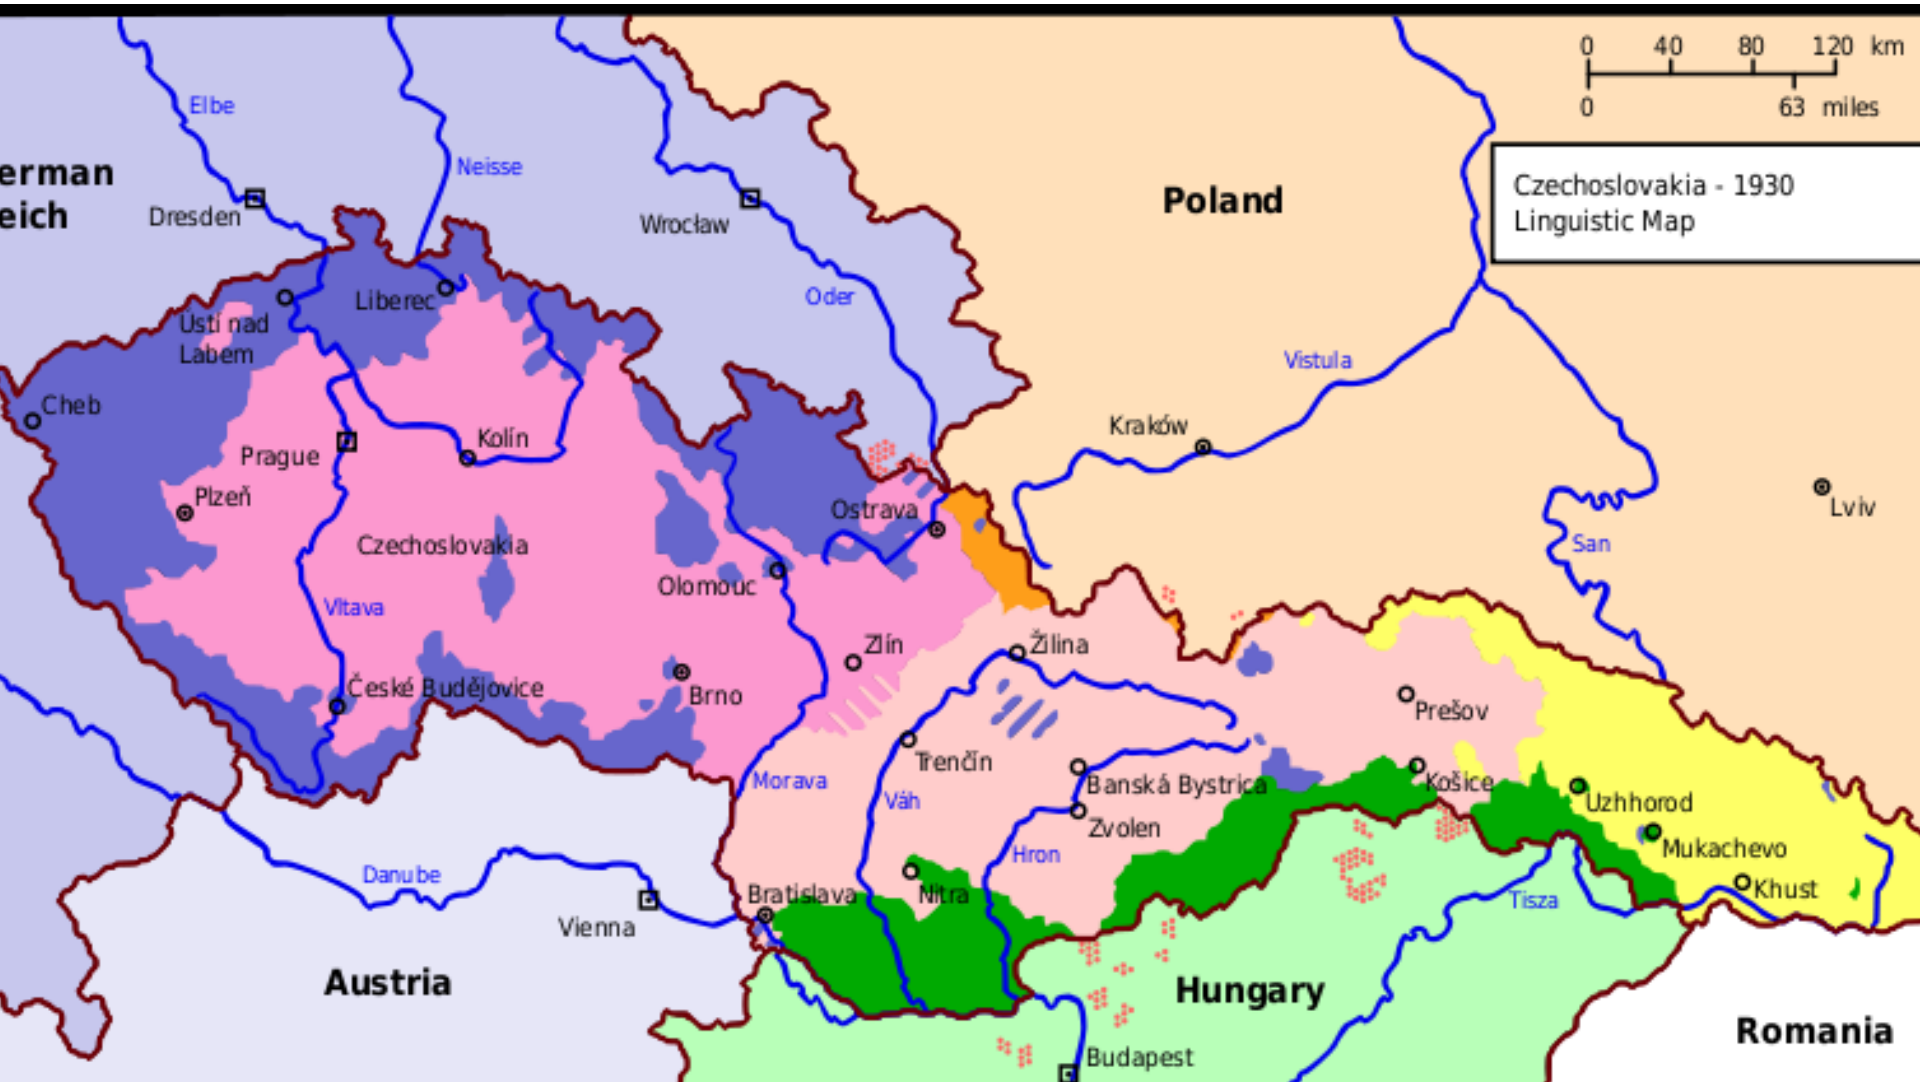 0 40 80 120 km
0 63 miles
Czechoslovakia - 1930
Linguistic Map
Elbe
Neisse
erman
eich
Dresden
Wrocław
Poland
Oder
Liberec
Ústí nad
Labem
Vistula
Cheb
Prague
Kolín
Kraków
Plzeň
Ostrava
Lviv
Czechoslovakia
San
Olomouc
Vltava
Zlín
Žilina
České Budějovice
Brno
Prešov
Trenčín
Morava
Váh
Banská Bystrica
Košice
Uzhhorod
Zvolen
Hron
Mukachevo
Danube
Bratislava
Nitra
Khust
Tisza
Vienna
Austria
Hungary
Romania
Budapest